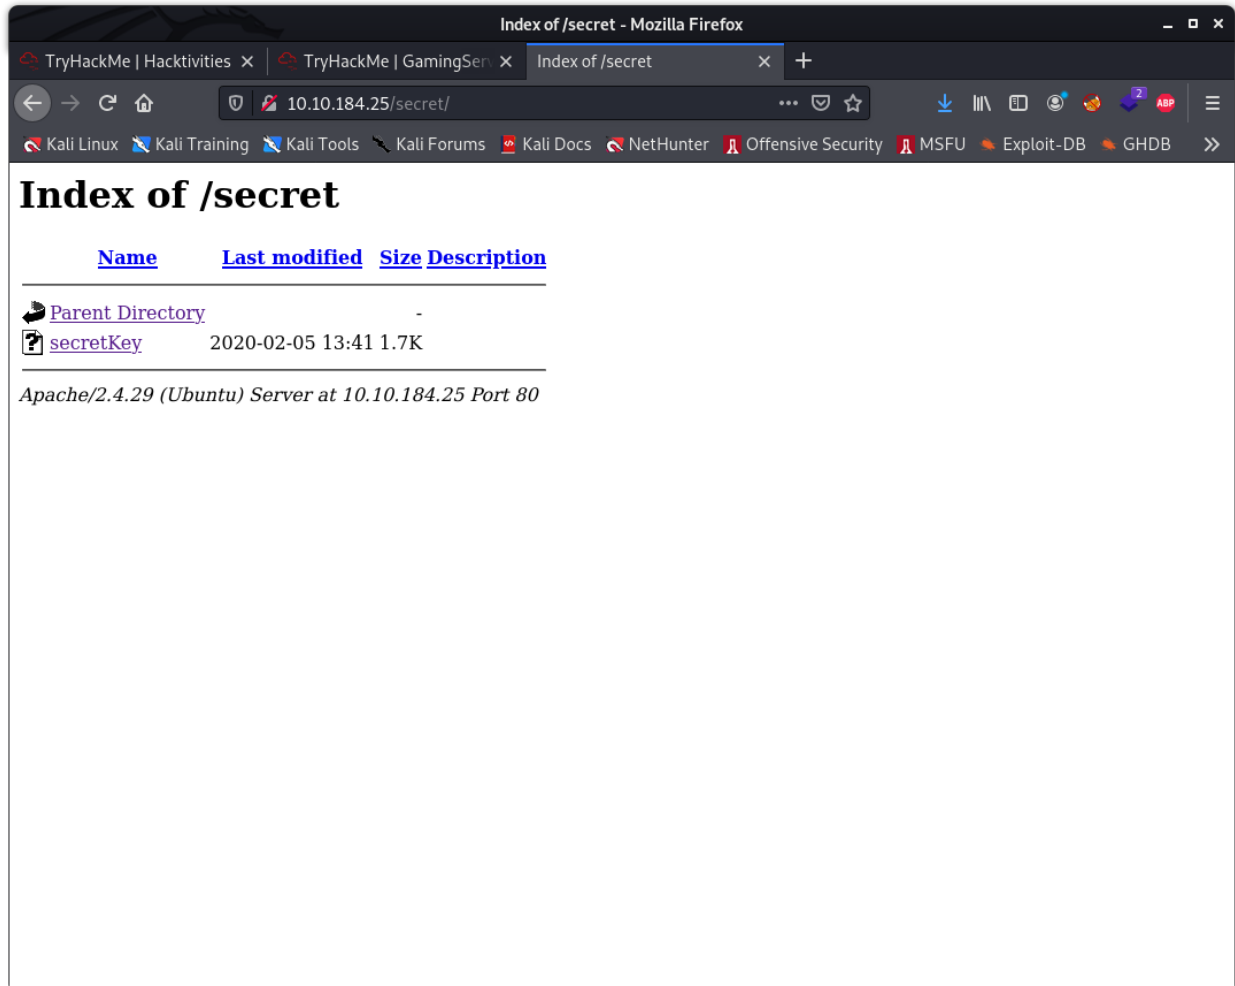 Index of /secret - Mozilla Firefox
TryHackMe | Hacktivities
TryHackMe | GamingSer
Index of /secret
10.10.184.25/secret/
2
ABP
Kali Linux Kali Training Kali Tools Kali Forums Kali Docs NetHunter Offensive Security MSFU Exploit-DB GHDB
Index of /secret
Name Last modified Size Description
Parent Directory -
secretKey 2020-02-05 13:41 1.7K
Apache/2.4.29 (Ubuntu) Server at 10.10.184.25 Port 80